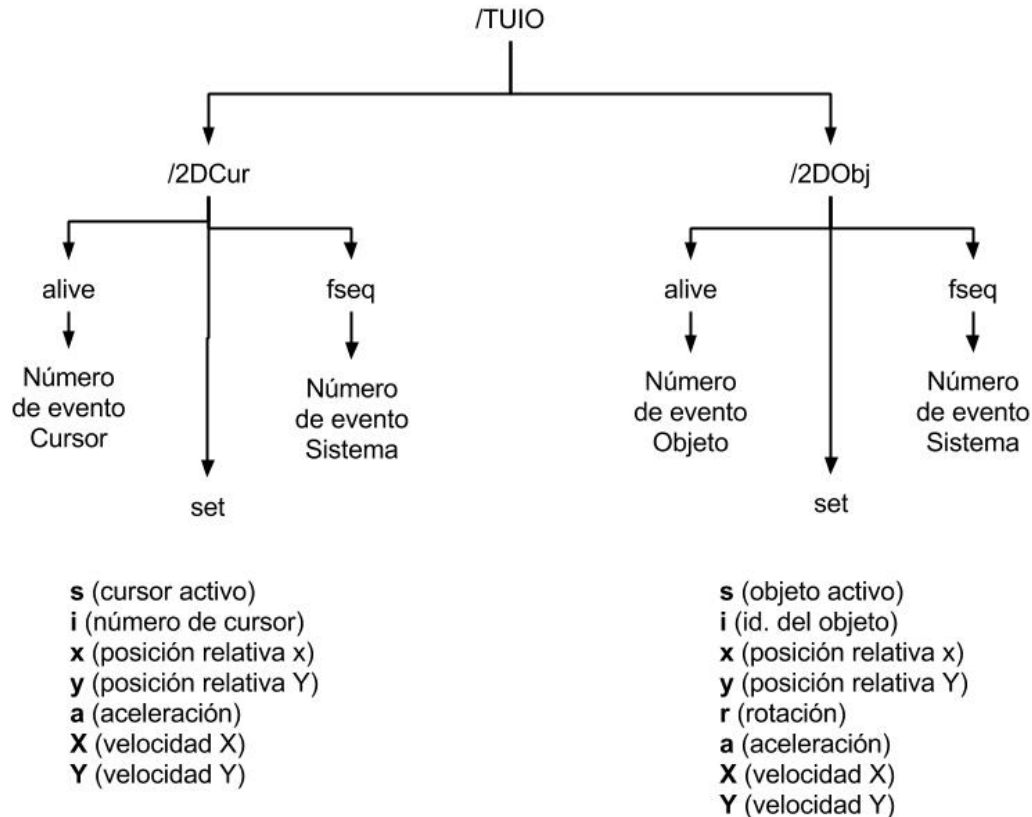 /TUIO
/2DCur
/2DObj
alive
fseq
alive
fseq
Número
de evento
Cursor
Número
de evento
Sistema
Número
de evento
Objeto
Número
de evento
Sistema
set
set
s (cursor activo)
i (número de cursor)
x (posición relativa x)
y (posición relativa Y)
a (aceleración)
X (velocidad X)
Y (velocidad Y)
s (objeto activo)
i (id. del objeto)
x (posición relativa x)
y (posición relativa Y)
r (rotación)
a (aceleración)
X (velocidad X)
Y (velocidad Y)